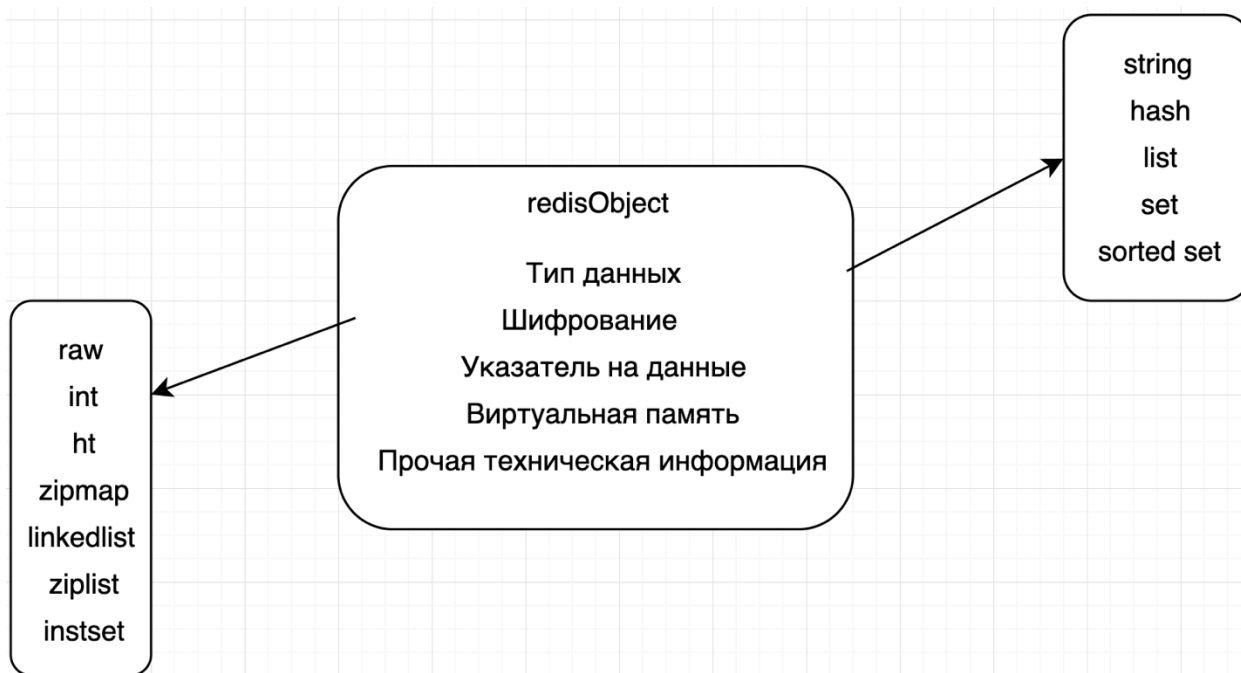 redisObject
Тип данных
Шифрование
Указатель на данные
Виртуальная память
Прочая техническая информация
raw
int
ht
zipmap
linkedlist
ziplist
instset
string
hash
list
set
sorted set